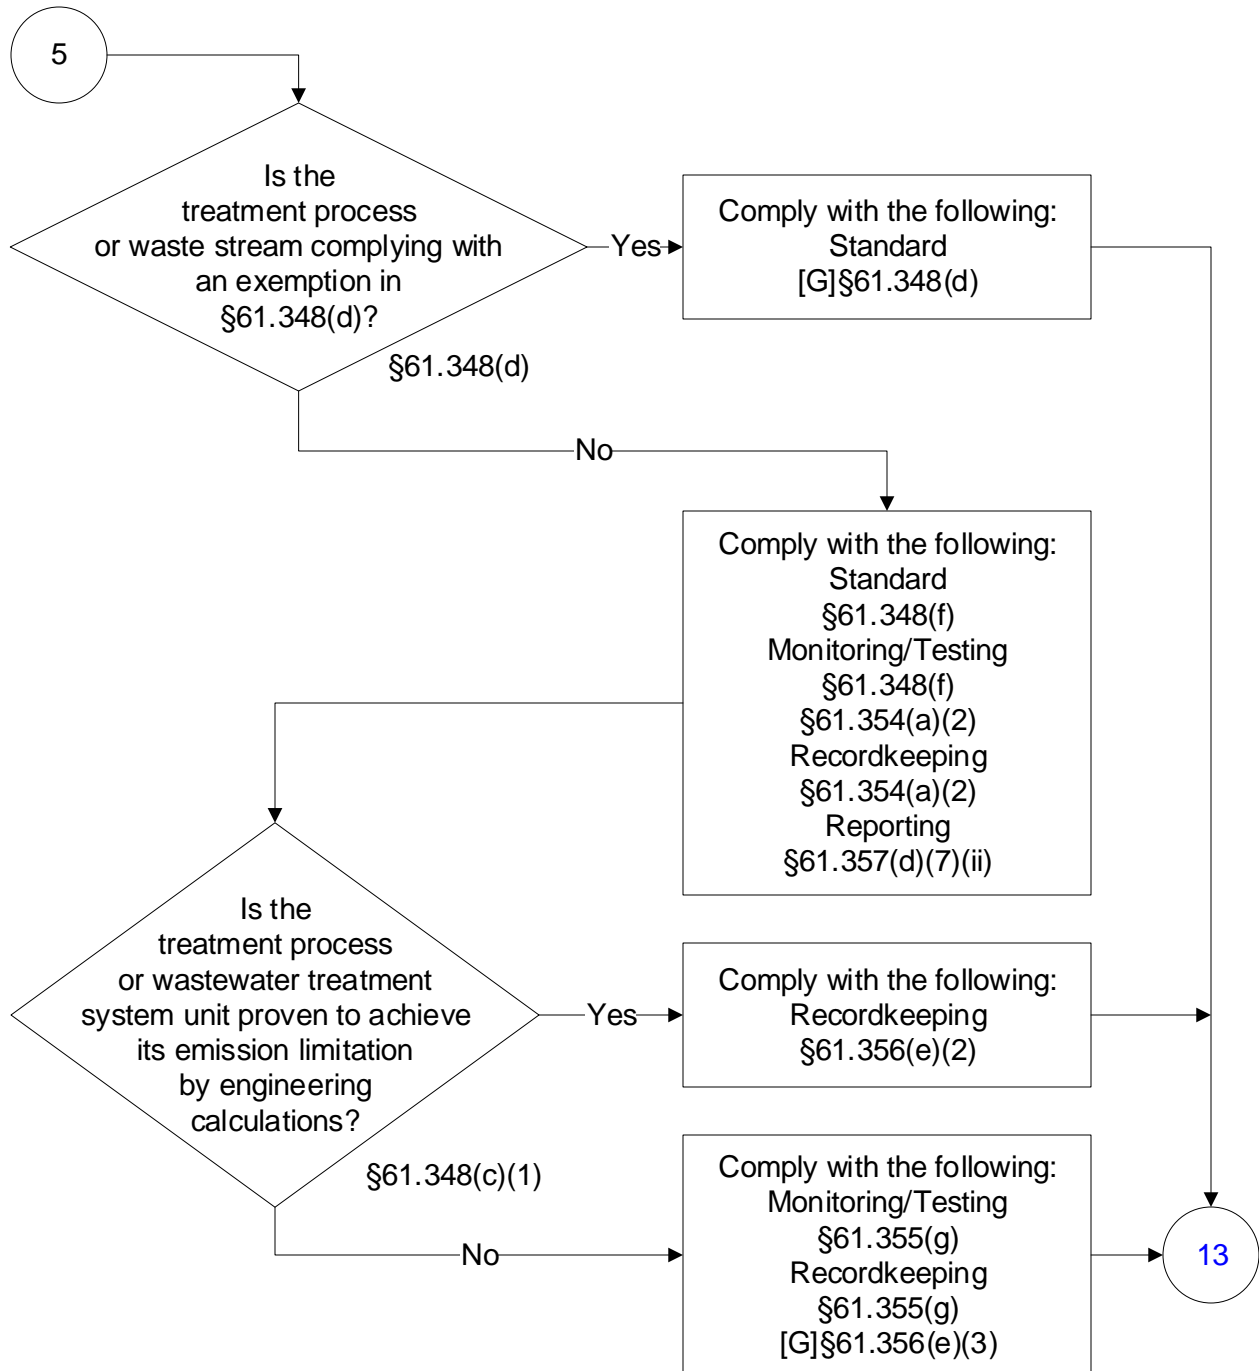 5
Is the
treatment process
or waste stream complying with
an exemption in
§61.348(d)?
§61.348(d)
Yes
Comply with the following:
Standard
[G]§61.348(d)
No
Comply with the following:
Standard
§61.348(f)
Monitoring/Testing
§61.348(f)
§61.354(a)(2)
Recordkeeping
§61.354(a)(2)
Reporting
§61.357(d)(7)(ii)
Is the
treatment process
or wastewater treatment
system unit proven to achieve
its emission limitation
by engineering
calculations?
§61.348(c)(1)
Yes
Comply with the following:
Recordkeeping
§61.356(e)(2)
No
Comply with the following:
Monitoring/Testing
§61.355(g)
Recordkeeping
§61.355(g)
[G]§61.356(e)(3)
13